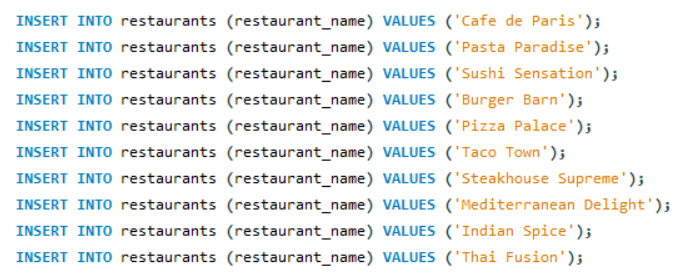 INSERT INTO restaurants (restaurant_name) VALUES ('Cafe de Paris');
INSERT INTO restaurants (restaurant_name) VALUES ('Pasta Paradise');
INSERT INTO restaurants (restaurant_name) VALUES ('Sushi Sensation');
INSERT INTO restaurants (restaurant_name) VALUES ('Burger Barn');
INSERT INTO restaurants (restaurant_name) VALUES ('Pizza Palace');
INSERT INTO restaurants (restaurant_name) VALUES ('Taco Town');
INSERT INTO restaurants (restaurant_name) VALUES ('Steakhouse Supreme');
INSERT INTO restaurants (restaurant_name) VALUES ('Mediterranean Delight');
INSERT INTO restaurants (restaurant_name) VALUES ('Indian Spice');
INSERT INTO restaurants (restaurant_name) VALUES ('Thai Fusion');